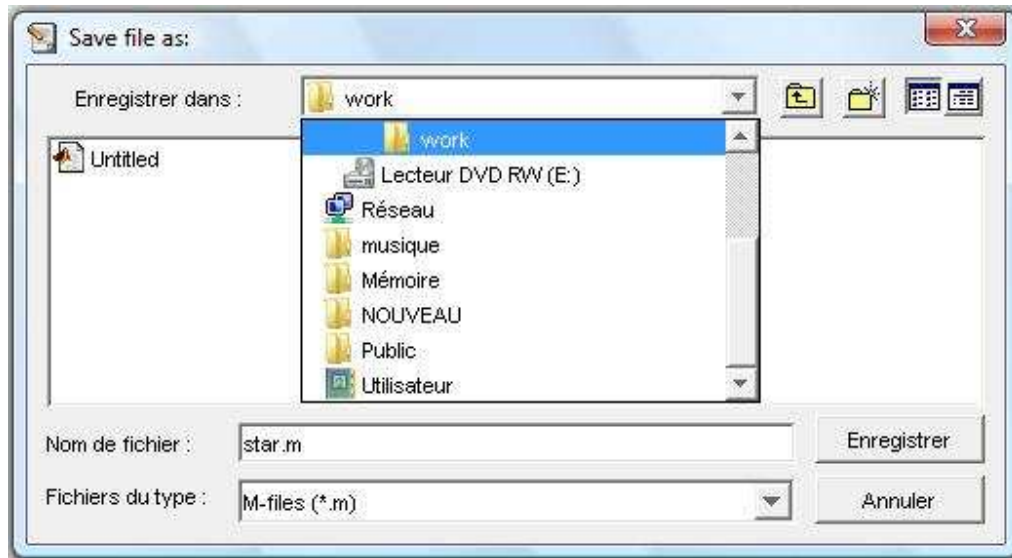 Save file as:
Enregistrer dans :
work
Untitled
work
Lecteur DVD RW (E:)
Réseau
musique
Mémoire
NOUVEAU
Public
Utilisateur
Nom de fichier :
star.m
Enregistrer
Fichiers du type :
M-files (*.m)
Annuler